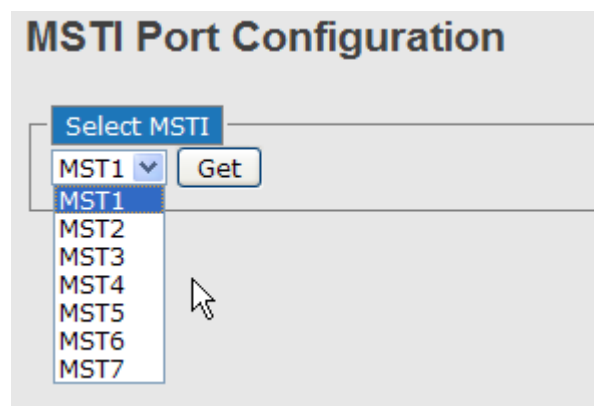 MSTI Port Configuration
Select MSTI
MST1 Get
MST1
MST2
MST3
MST4
MST5
MST6
MST7